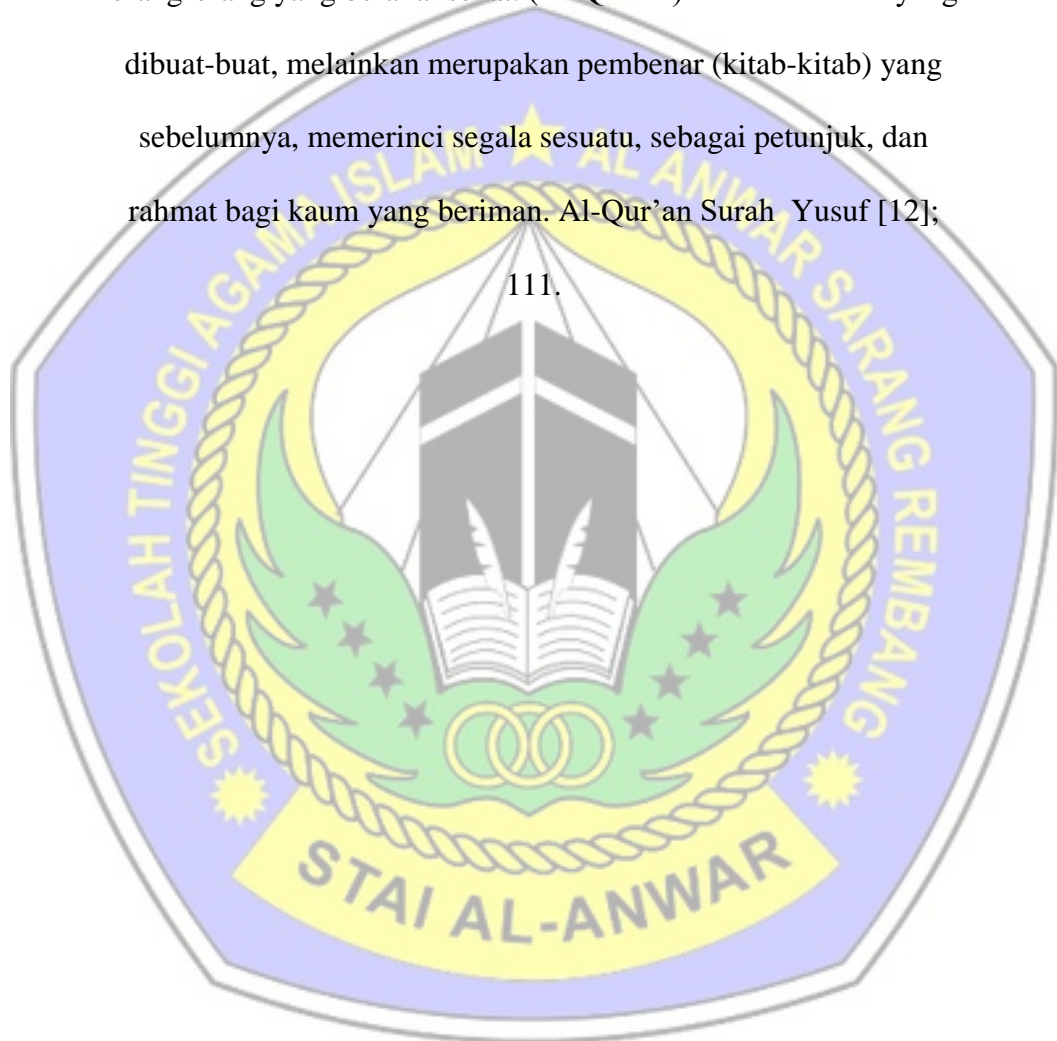 dibuat-buat, melainkan merupakan pembenar (kitab-kitab) yang
sebelumnya, memerinci segala sesuatu, sebagai petunjuk, dan
rahmat bagi kaum yang beriman. Al-Qur’an Surah Yusuf [12];
111.
SEKOLAH TINGGI AGAMA ISLAM AL ANWAR SARANG REMBANG
STAI AL-ANWAR